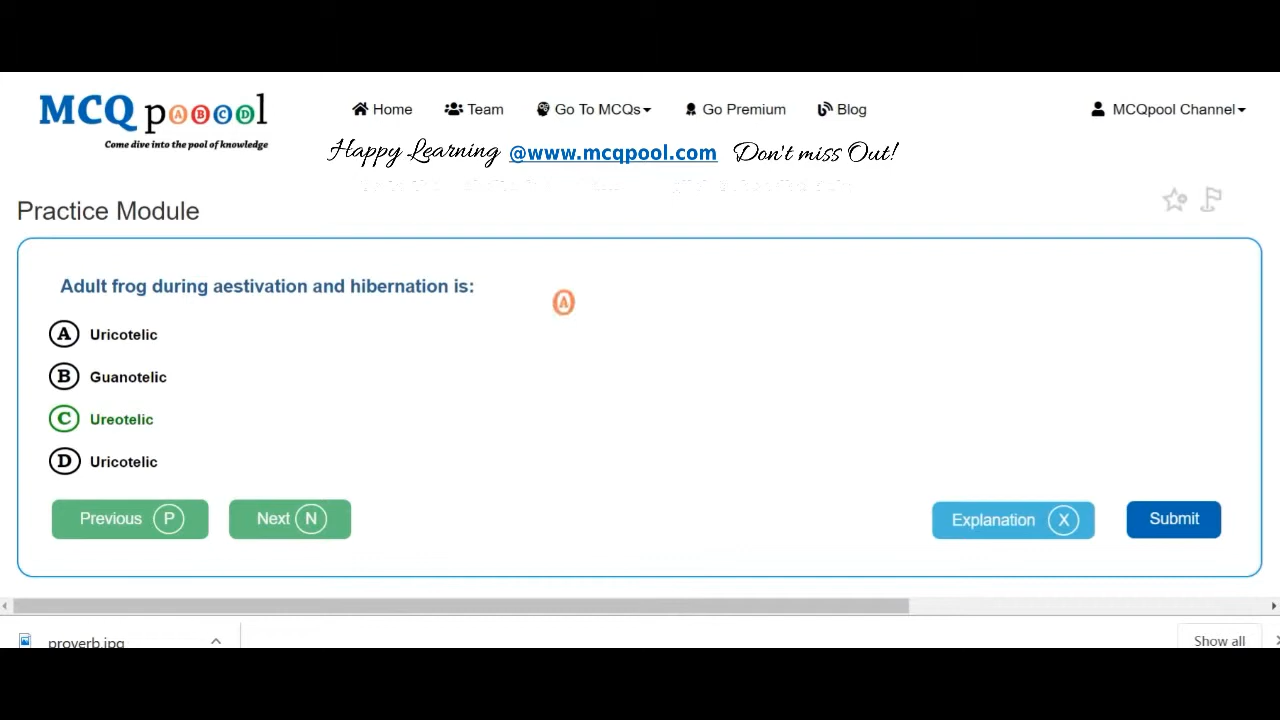 MCQ pooool
Come dive into the pool of knowledge
Home Team Go To MCQs Go Premium Blog MCQpool Channel
Happy Learning @www.mcqpool.com Don't miss Out!
Practice Module
Adult frog during aestivation and hibernation is:
A
A Uricotelic
B Guanotelic
C Ureotelic
D Uricotelic
Previous P Next N Explanation X Submit
proverb.jpg Show all